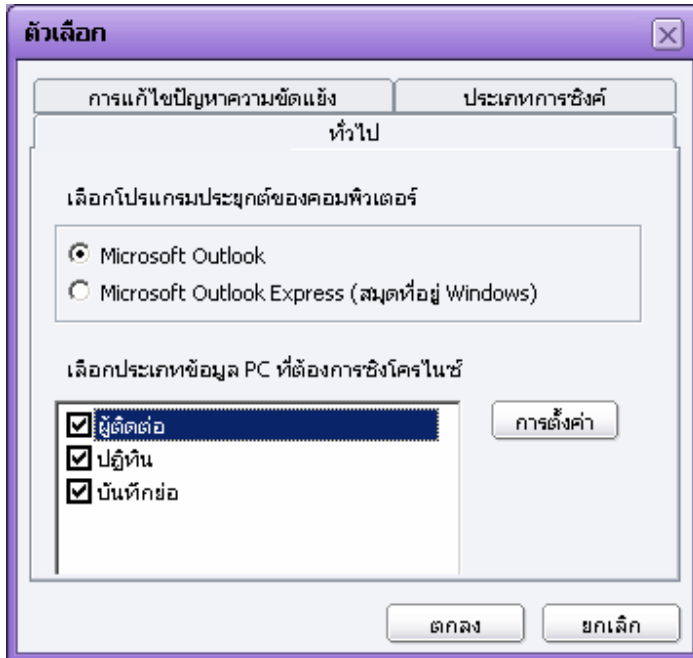 ตัวเลือก
การแก้ไขปัญหาความขัดแย้ง
ประเภทการซิงค์
ทั่วไป
เลือกโปรแกรมประยุกต์ของคอมพิวเตอร์
Microsoft Outlook
Microsoft Outlook Express (สมุดที่อยู่ Windows)
เลือกประเภทข้อมูล PC ที่ต้องการซิงโครไนซ์
ผู้ติดต่อ
การตั้งค่า
ปฏิทิน
บันทึกย่อ
ตกลง
ยกเลิก